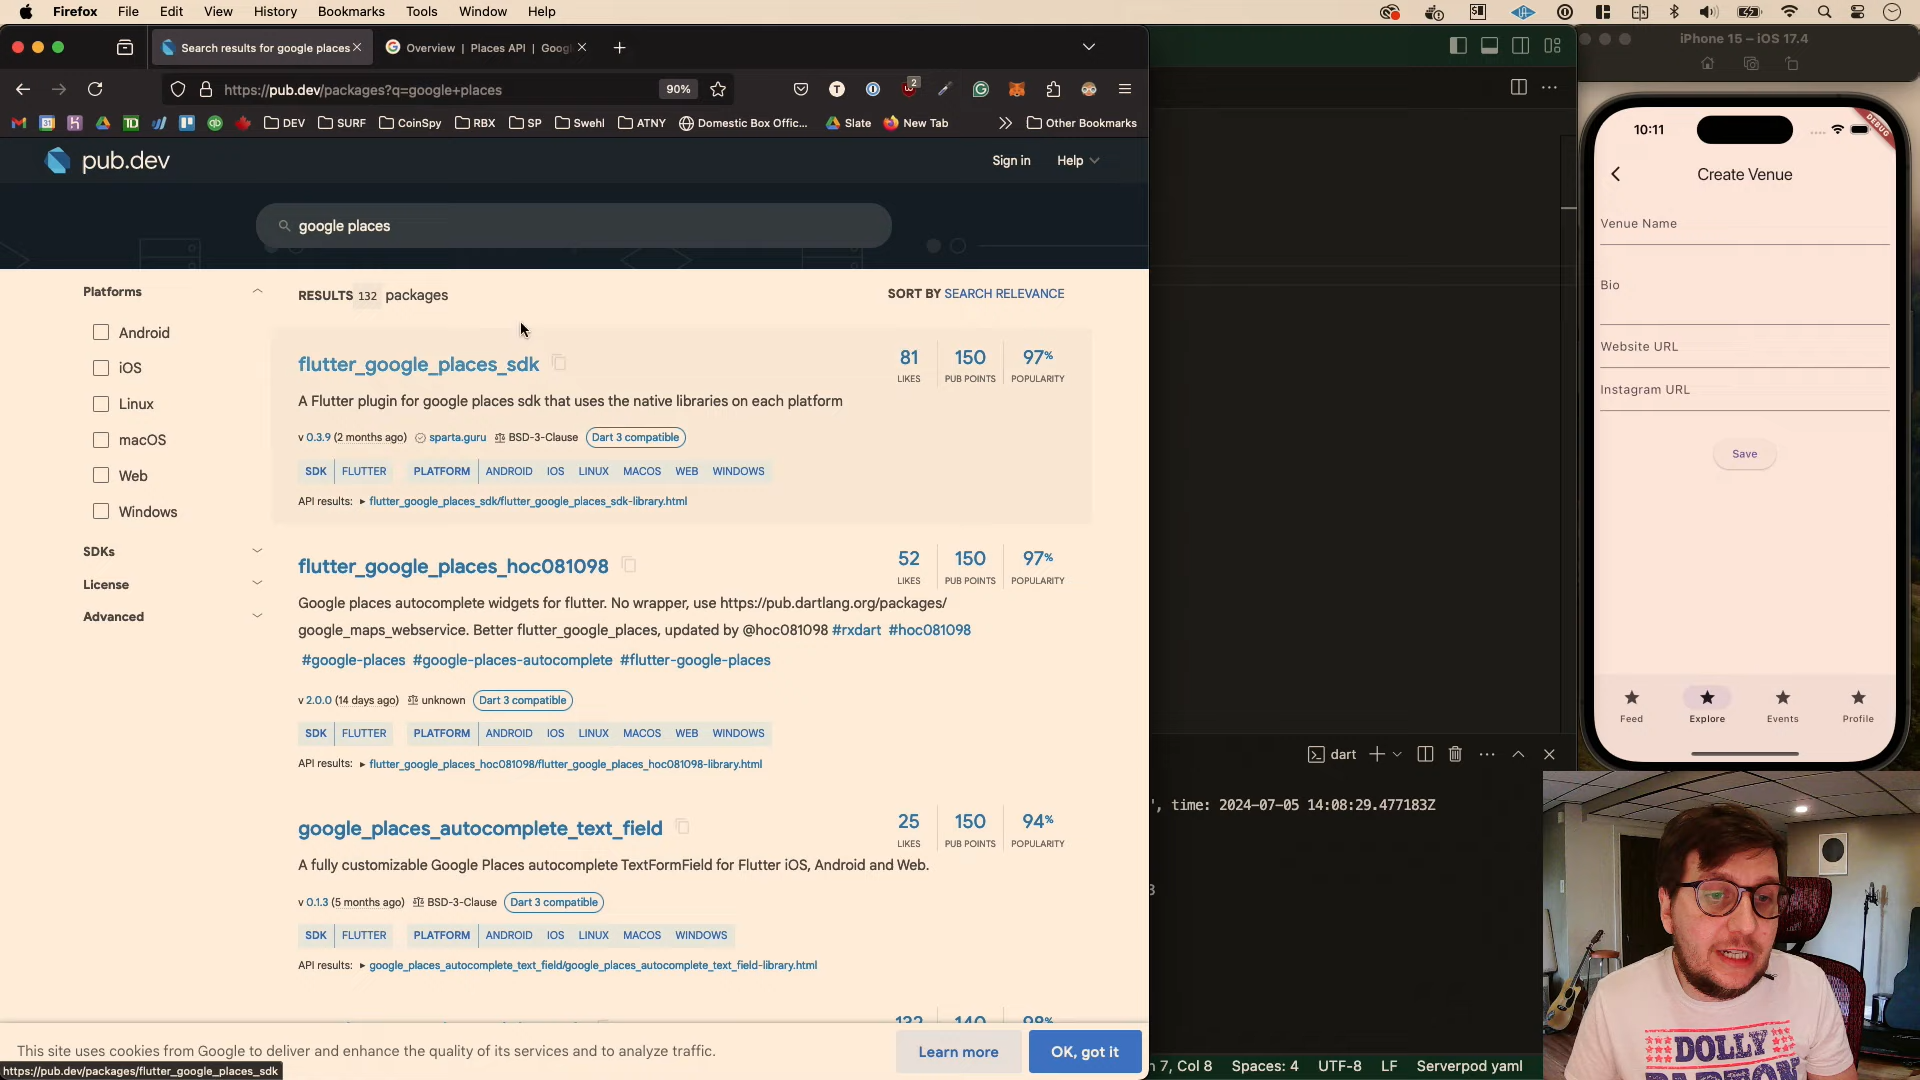 Firefox File Edit View History Bookmarks Tools Window Help
Search results for google places
Overview | Places API | Goog
https://pub.dev/packages?q=google+places
90%
2
DEV SURF CoinSpy RBX SP Swehl ATNY Domestic Box Offic... Slate New Tab Other Bookmarks
pub.dev
Sign in Help
google places
Platforms
Android
iOS
Linux
macOS
Web
Windows
SDKs
License
Advanced
RESULTS 132 packages
SORT BY SEARCH RELEVANCE
flutter_google_places_sdk
81 LIKES
150 PUB POINTS
97% POPULARITY
A Flutter plugin for google places sdk that uses the native libraries on each platform
v 0.3.9 (2 months ago) sparta.guru BSD-3-Clause Dart 3 compatible
SDK FLUTTER PLATFORM ANDROID IOS LINUX MACOS WEB WINDOWS
API results: ▸ flutter_google_places_sdk/flutter_google_places_sdk-library.html
flutter_google_places_hoc081098
52 LIKES
150 PUB POINTS
97% POPULARITY
Google places autocomplete widgets for flutter. No wrapper, use https://pub.dartlang.org/packages/
google_maps_webservice. Better flutter_google_places, updated by @hoc081098 #rxdart #hoc081098
#google-places #google-places-autocomplete #flutter-google-places
v 2.0.0 (14 days ago) unknown Dart 3 compatible
SDK FLUTTER PLATFORM ANDROID IOS LINUX MACOS WEB WINDOWS
API results: ▸ flutter_google_places_hoc081098/flutter_google_places_hoc081098-library.html
google_places_autocomplete_text_field
25 LIKES
150 PUB POINTS
94% POPULARITY
A fully customizable Google Places autocomplete TextFormField for Flutter iOS, Android and Web.
v 0.1.3 (5 months ago) BSD-3-Clause Dart 3 compatible
SDK FLUTTER PLATFORM ANDROID IOS LINUX MACOS WINDOWS
API results: ▸ google_places_autocomplete_text_field/google_places_autocomplete_text_field-library.html
132 140 98%
This site uses cookies from Google to deliver and enhance the quality of its services and to analyze traffic.
Learn more
OK, got it
https://pub.dev/packages/flutter_google_places_sdk
dart
', time: 2024-07-05 14:08:29.477183Z
3
n 7, Col 8 Spaces: 4 UTF-8 LF Serverpod yaml
iPhone 15 – iOS 17.4
10:11
DEBUG
Create Venue
Venue Name
Bio
Website URL
Instagram URL
Save
Feed Explore Events Profile
DOLLY
PARTON